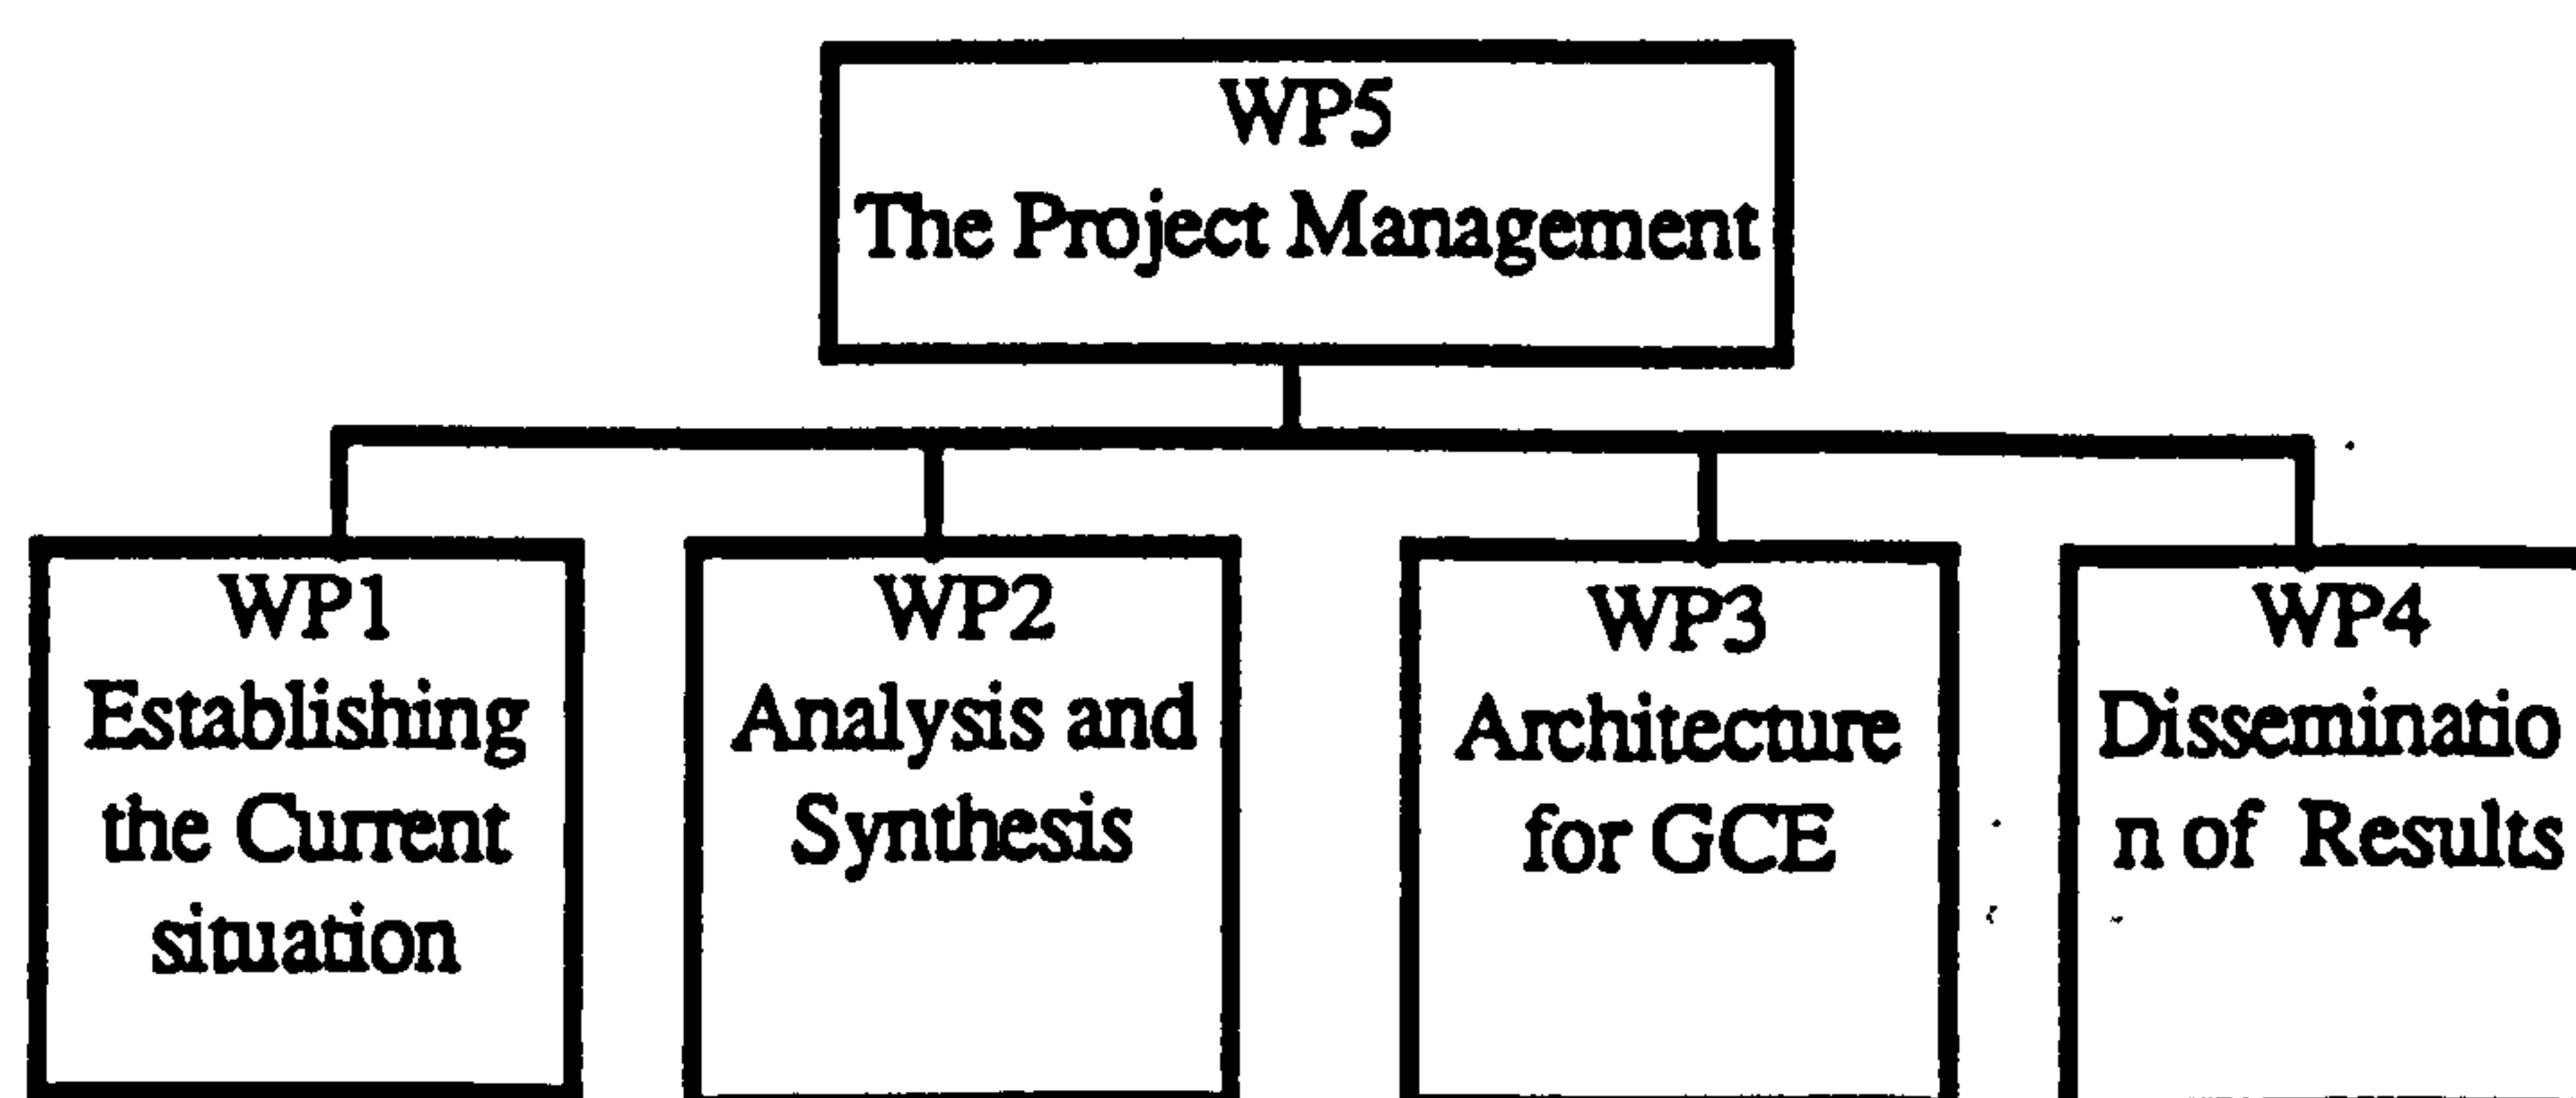 WP5
The Project Management
WP1
Establishing
the Current
situation
WP2
Analysis and
Synthesis
WP3
Architecture
for GCE
WP4
Disseminatio
n of Results